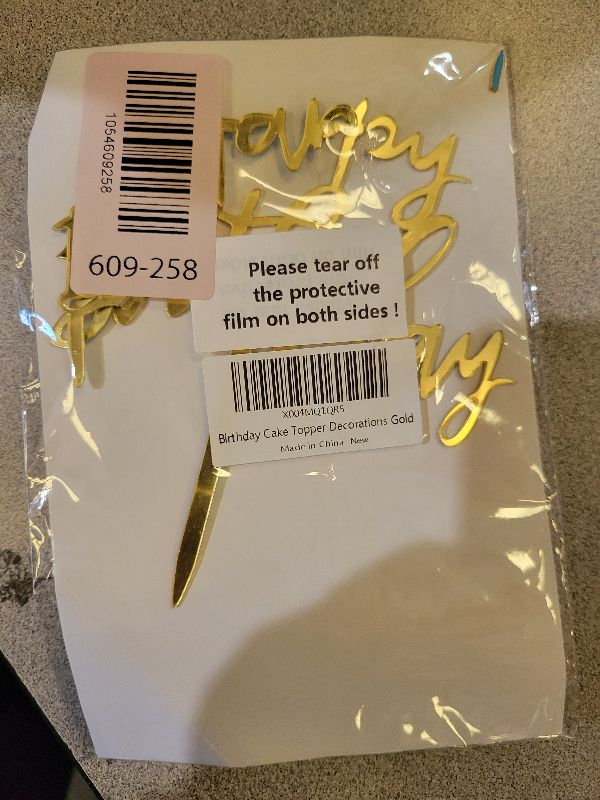 1054609258
609-258
Please tear off
the protective
film on both sides !
X004MQ1QR5
Birthday Cake Topper Decorations Gold
Made in China New